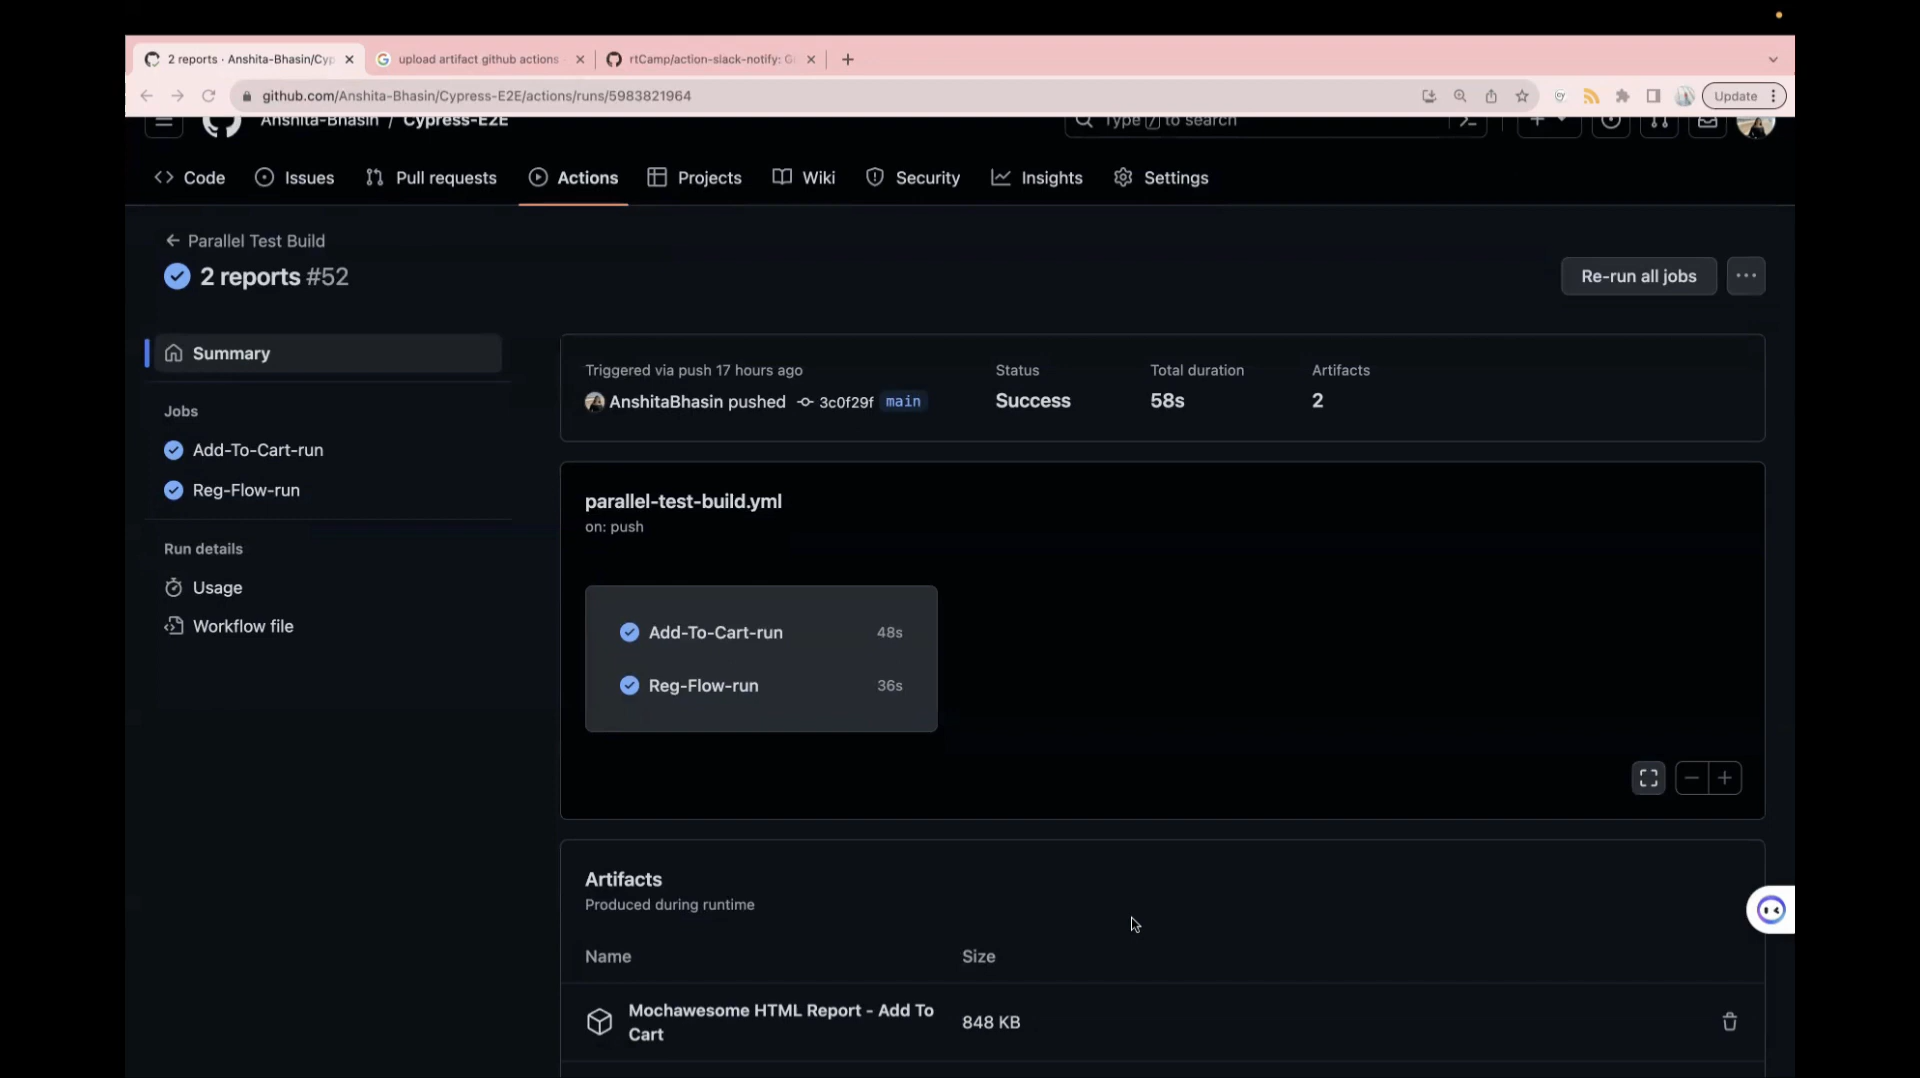 2 reports · Anshita-Bhasin/Cyp
upload artifact github actions
rtCamp/action-slack-notify: G
github.com/Anshita-Bhasin/Cypress-E2E/actions/runs/5983821964
Update
Anshita-Bhasin / Cypress-E2E
Type / to search
Code
Issues
Pull requests
Actions
Projects
Wiki
Security
Insights
Settings
Parallel Test Build
2 reports #52
Re-run all jobs
Summary
Jobs
Add-To-Cart-run
Reg-Flow-run
Run details
Usage
Workflow file
Triggered via push 17 hours ago
AnshitaBhasin pushed 3c0f29f main
Status
Success
Total duration
58s
Artifacts
2
parallel-test-build.yml
on: push
Add-To-Cart-run 48s
Reg-Flow-run 36s
Artifacts
Produced during runtime
Name Size
Mochawesome HTML Report - Add To
Cart
848 KB